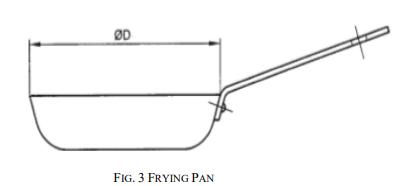 ØD
FIG. 3 FRYING PAN